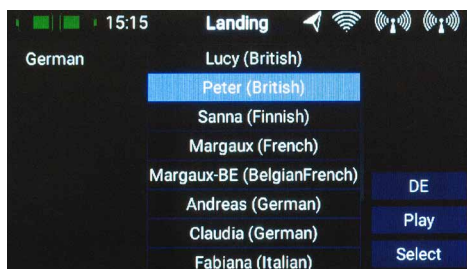 15:15 Landing
German
Lucy (British)
Peter (British)
Sanna (Finnish)
Margaux (French)
Margaux-BE (BelgianFrench)
Andreas (German)
Claudia (German)
Fabiana (Italian)
DE
Play
Select